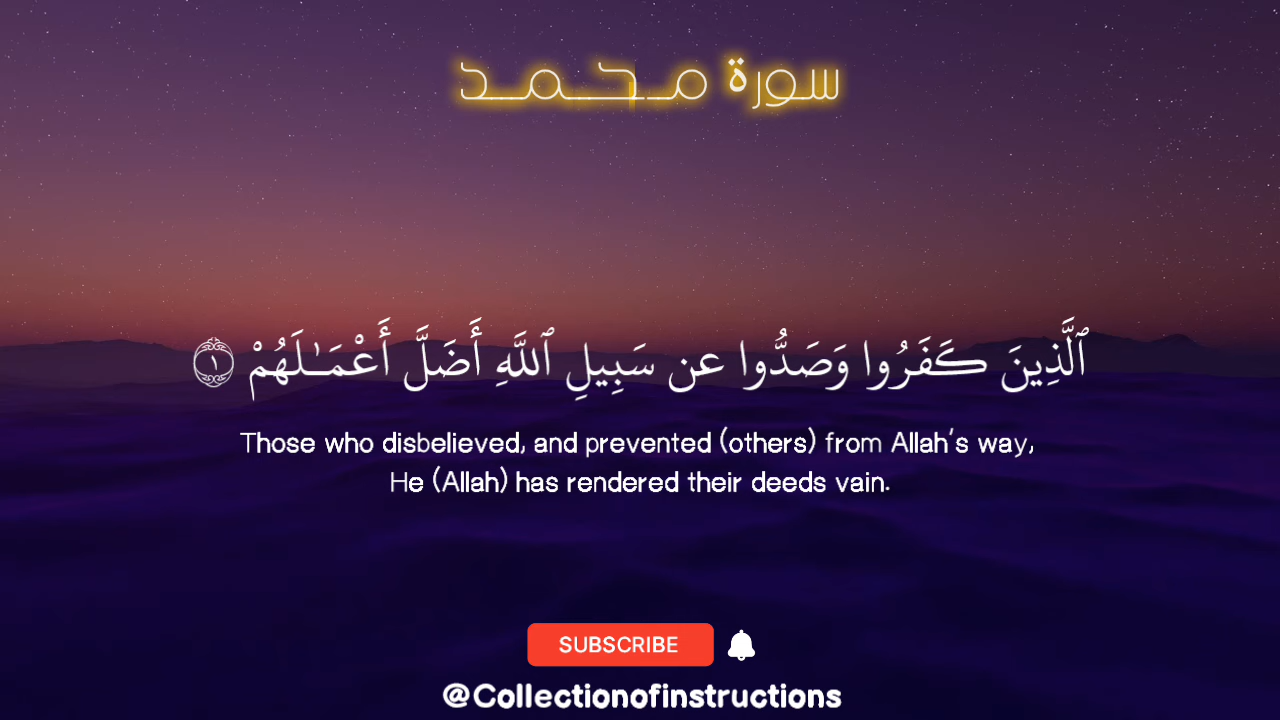 سورة محمد
ٱلَّذِينَ كَفَرُوا وَصَدُّوا عن سَبِيلِ ٱللَّهِ أَضَلَّ أَعْمَـٰلَهُمْ ١
Those who disbelieved, and prevented (others) from Allah's way,
He (Allah) has rendered their deeds vain.
SUBSCRIBE
@Collectionofinstructions